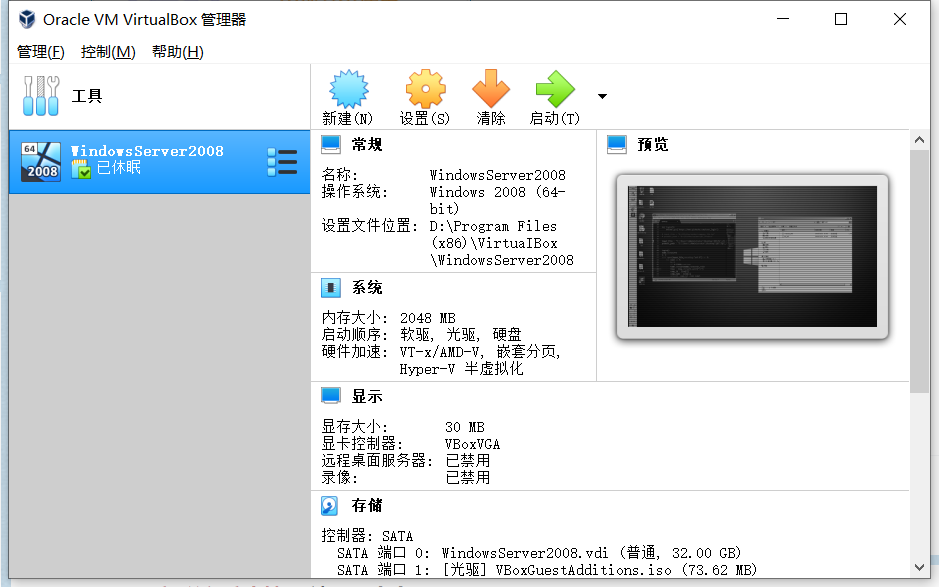 Oracle VM VirtualBox 管理器
管理(F) 控制(M) 帮助(H)
工具
新建(N) 设置(S) 清除 启动(T)
64
2008
WindowsServer2008
已休眠
常规
名称: WindowsServer2008
操作系统: Windows 2008 (64-
bit)
设置文件位置: D:\Program Files
(x86)\VirtualBox
\WindowsServer2008
预览
系统
内存大小: 2048 MB
启动顺序: 软驱, 光驱, 硬盘
硬件加速: VT-x/AMD-V, 嵌套分页,
Hyper-V 半虚拟化
显示
显存大小: 30 MB
显卡控制器: VBoxVGA
远程桌面服务器: 已禁用
录像: 已禁用
存储
控制器: SATA
SATA 端口 0: WindowsServer2008.vdi (普通, 32.00 GB)
SATA 端口 1: [光驱] VBoxGuestAdditions.iso (73.62 MB)